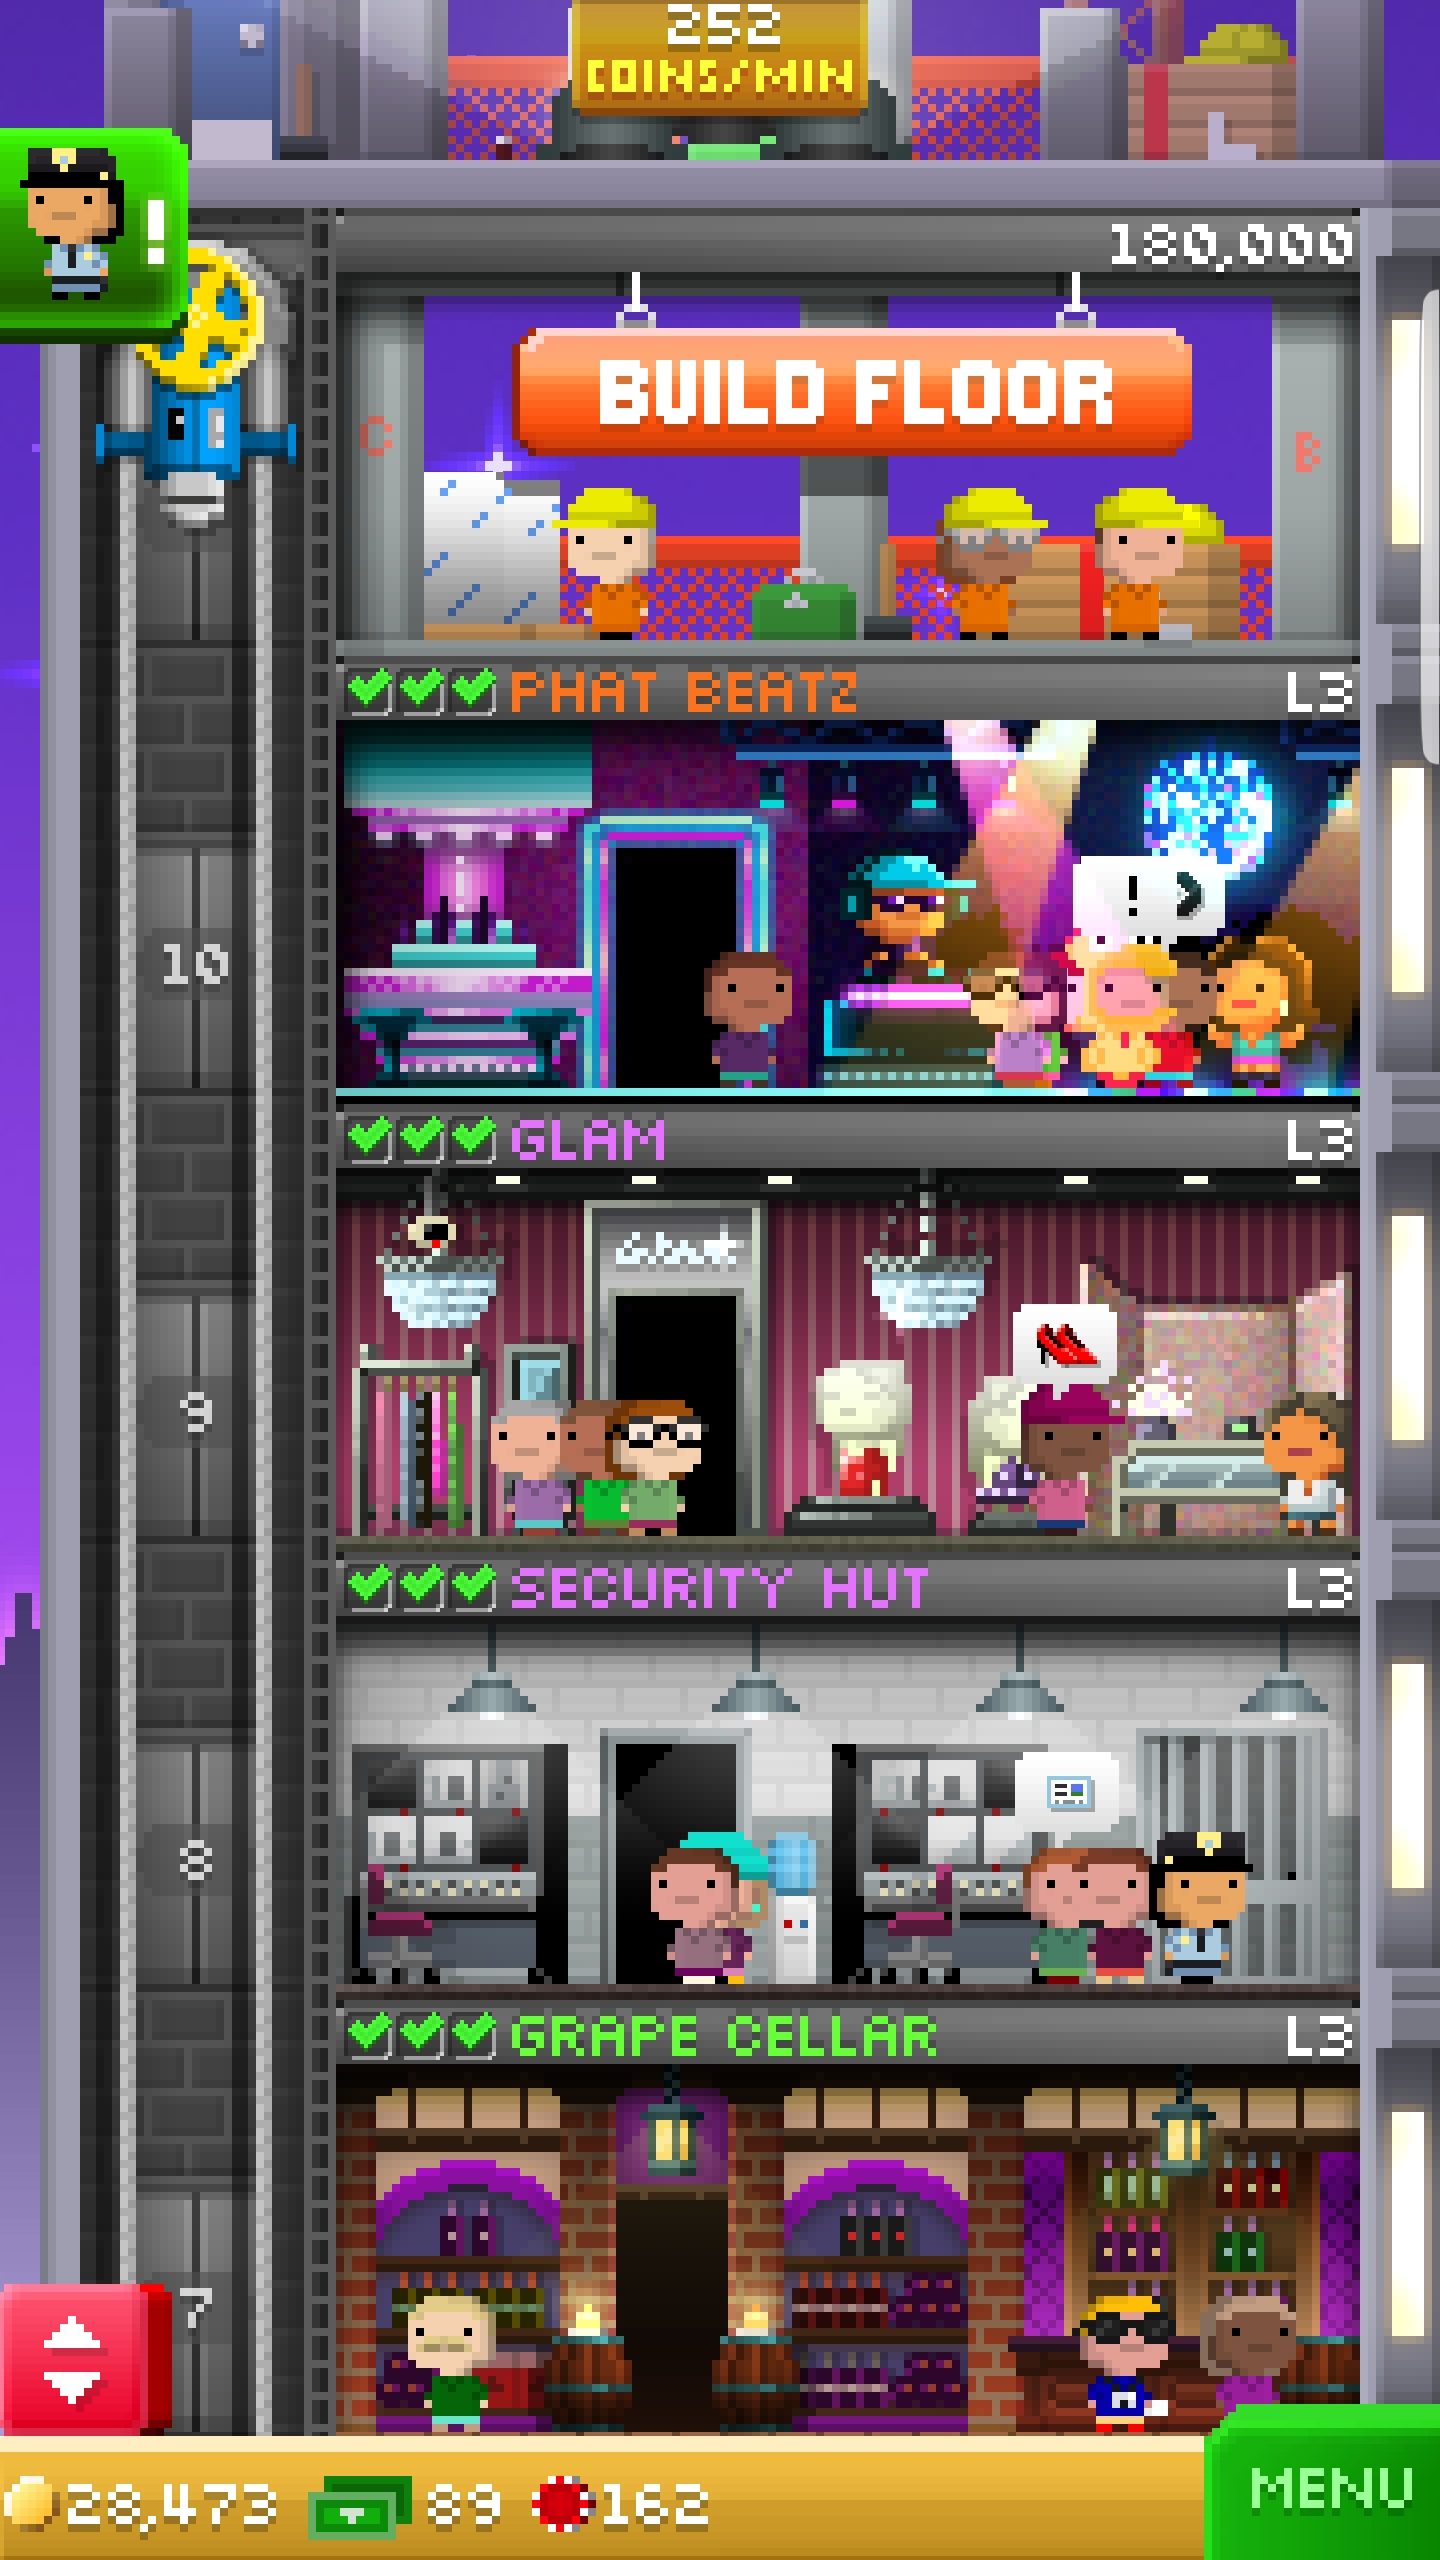 252
COINS/MIN
!
180,000
BUILD FLOOR
C
B
PHAT BEATZ
L3
!
10
GLAM
L3
Glam
9
SECURITY HUT
L3
8
GRAPE CELLAR
L3
7
28,473
89
162
MENU